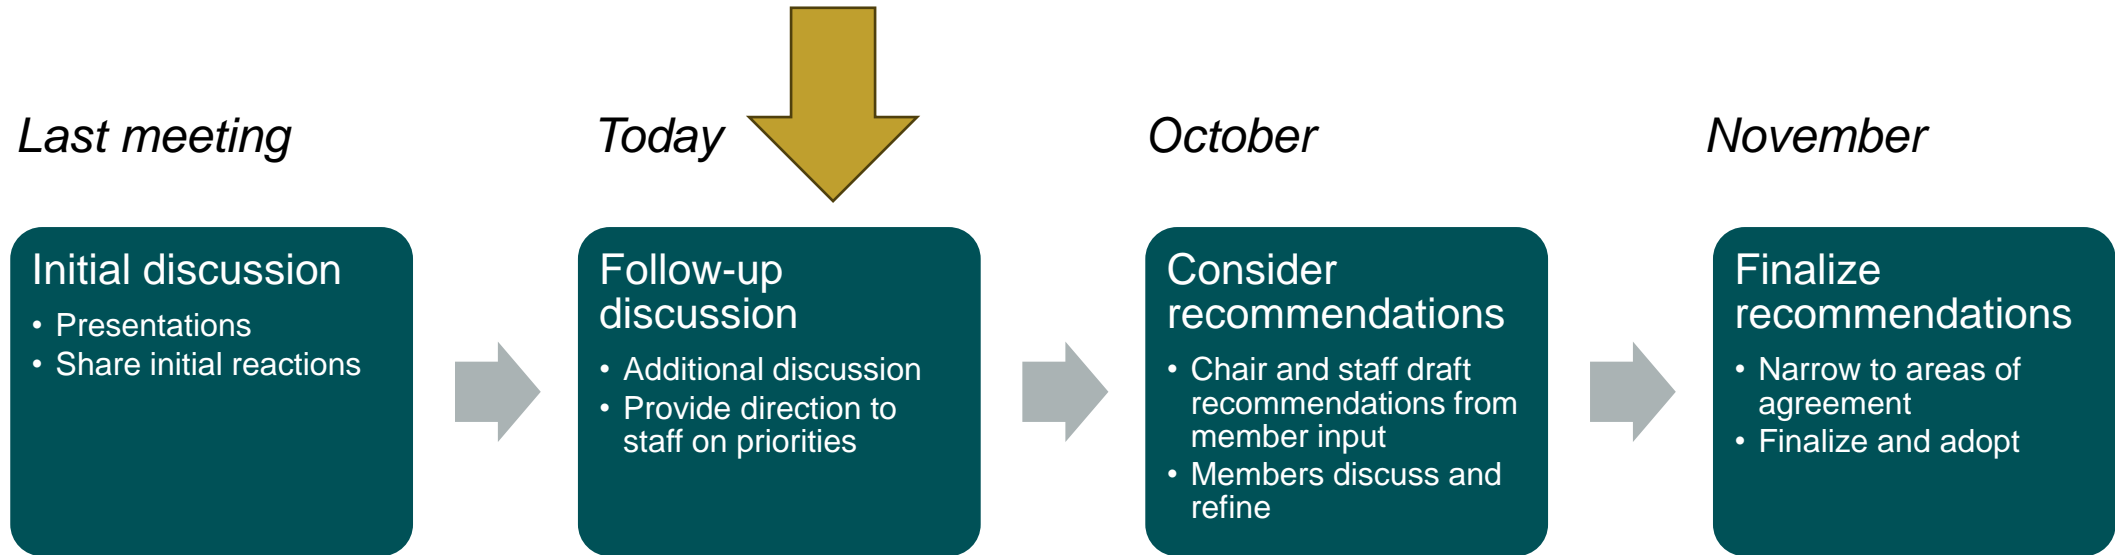 Last meeting
Today
October
November
Initial discussion
• Presentations
• Share initial reactions
Follow-up
discussion
• Additional discussion
• Provide direction to
staff on priorities
Consider
recommendations
• Chair and staff draft
recommendations from
member input
• Members discuss and
refine
Finalize
recommendations
• Narrow to areas of
agreement
• Finalize and adopt